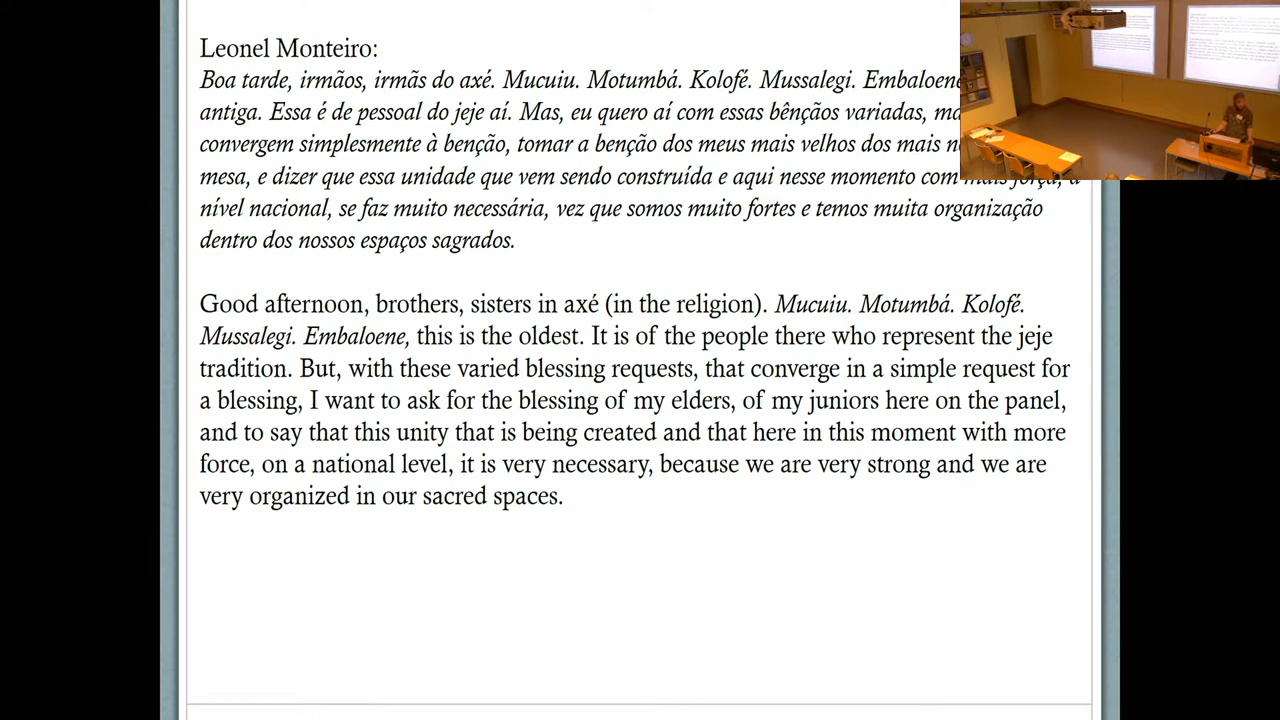 Leonel Monteiro:
Boa tarde, irmãos, irmãs do axé. Mucuiu. Motumbá. Kolofé. Mussalegi. Embaloene
antiga. Essa é de pessoal do jeje aí. Mas, eu quero aí com essas bênçãos variadas,
convergem simplesmente à benção, tomar a benção dos meus mais velhos dos mais
mesa, e dizer que essa unidade que vem sendo construída e aqui nesse momento com mais força, a
nível nacional, se faz muito necessária, vez que somos muito fortes e temos muita organização
dentro dos nossos espaços sagrados.
Good afternoon, brothers, sisters in axé (in the religion). Mucuiu. Motumbá. Kolofé.
Mussalegi. Embaloene, this is the oldest. It is of the people there who represent the jeje
tradition. But, with these varied blessing requests, that converge in a simple request for
a blessing, I want to ask for the blessing of my elders, of my juniors here on the panel,
and to say that this unity that is being created and that here in this moment with more
force, on a national level, it is very necessary, because we are very strong and we are
very organized in our sacred spaces.